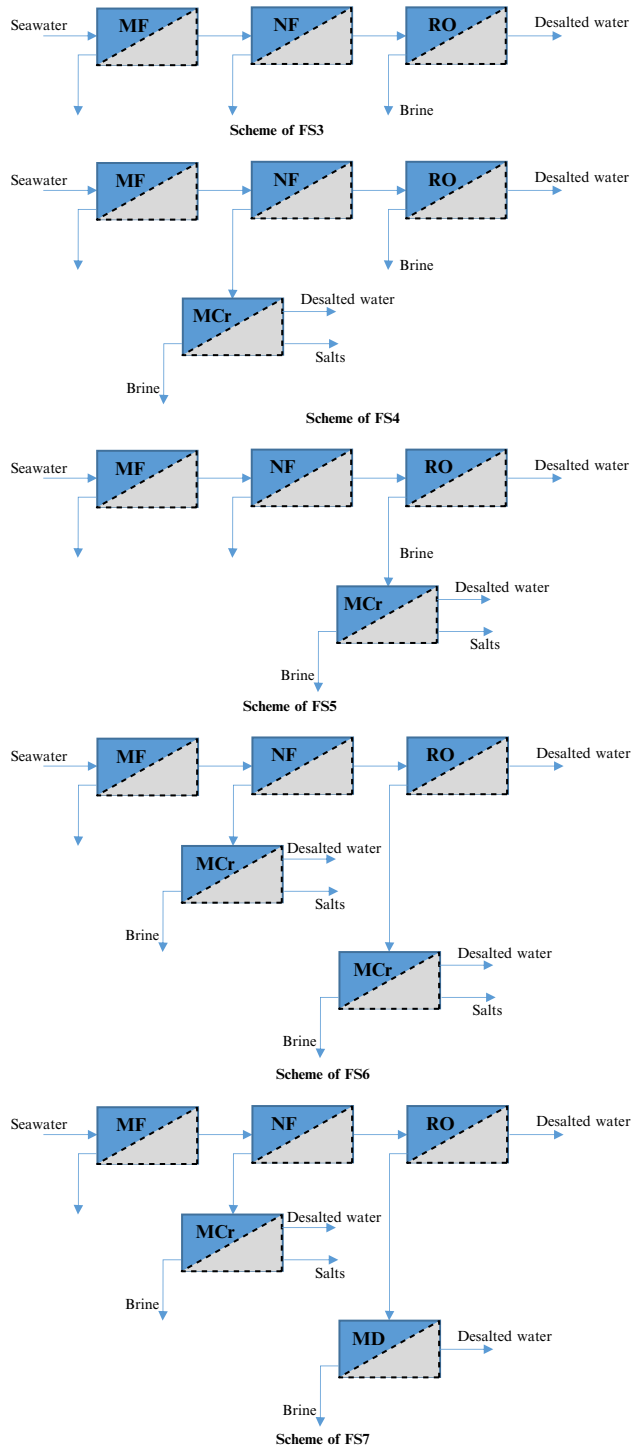 Seawater MF NF RO Desalted water
Brine
Scheme of FS3
Seawater MF NF RO Desalted water
Brine
MCr Desalted water
Salts
Brine
Scheme of FS4
Seawater MF NF RO Desalted water
Brine
MCr Desalted water
Salts
Brine
Scheme of FS5
Seawater MF NF RO Desalted water
MCr Desalted water
Salts
Brine
MCr Desalted water
Salts
Brine
Scheme of FS6
Seawater MF NF RO Desalted water
MCr Desalted water
Salts
Brine
MD Desalted water
Brine
Scheme of FS7